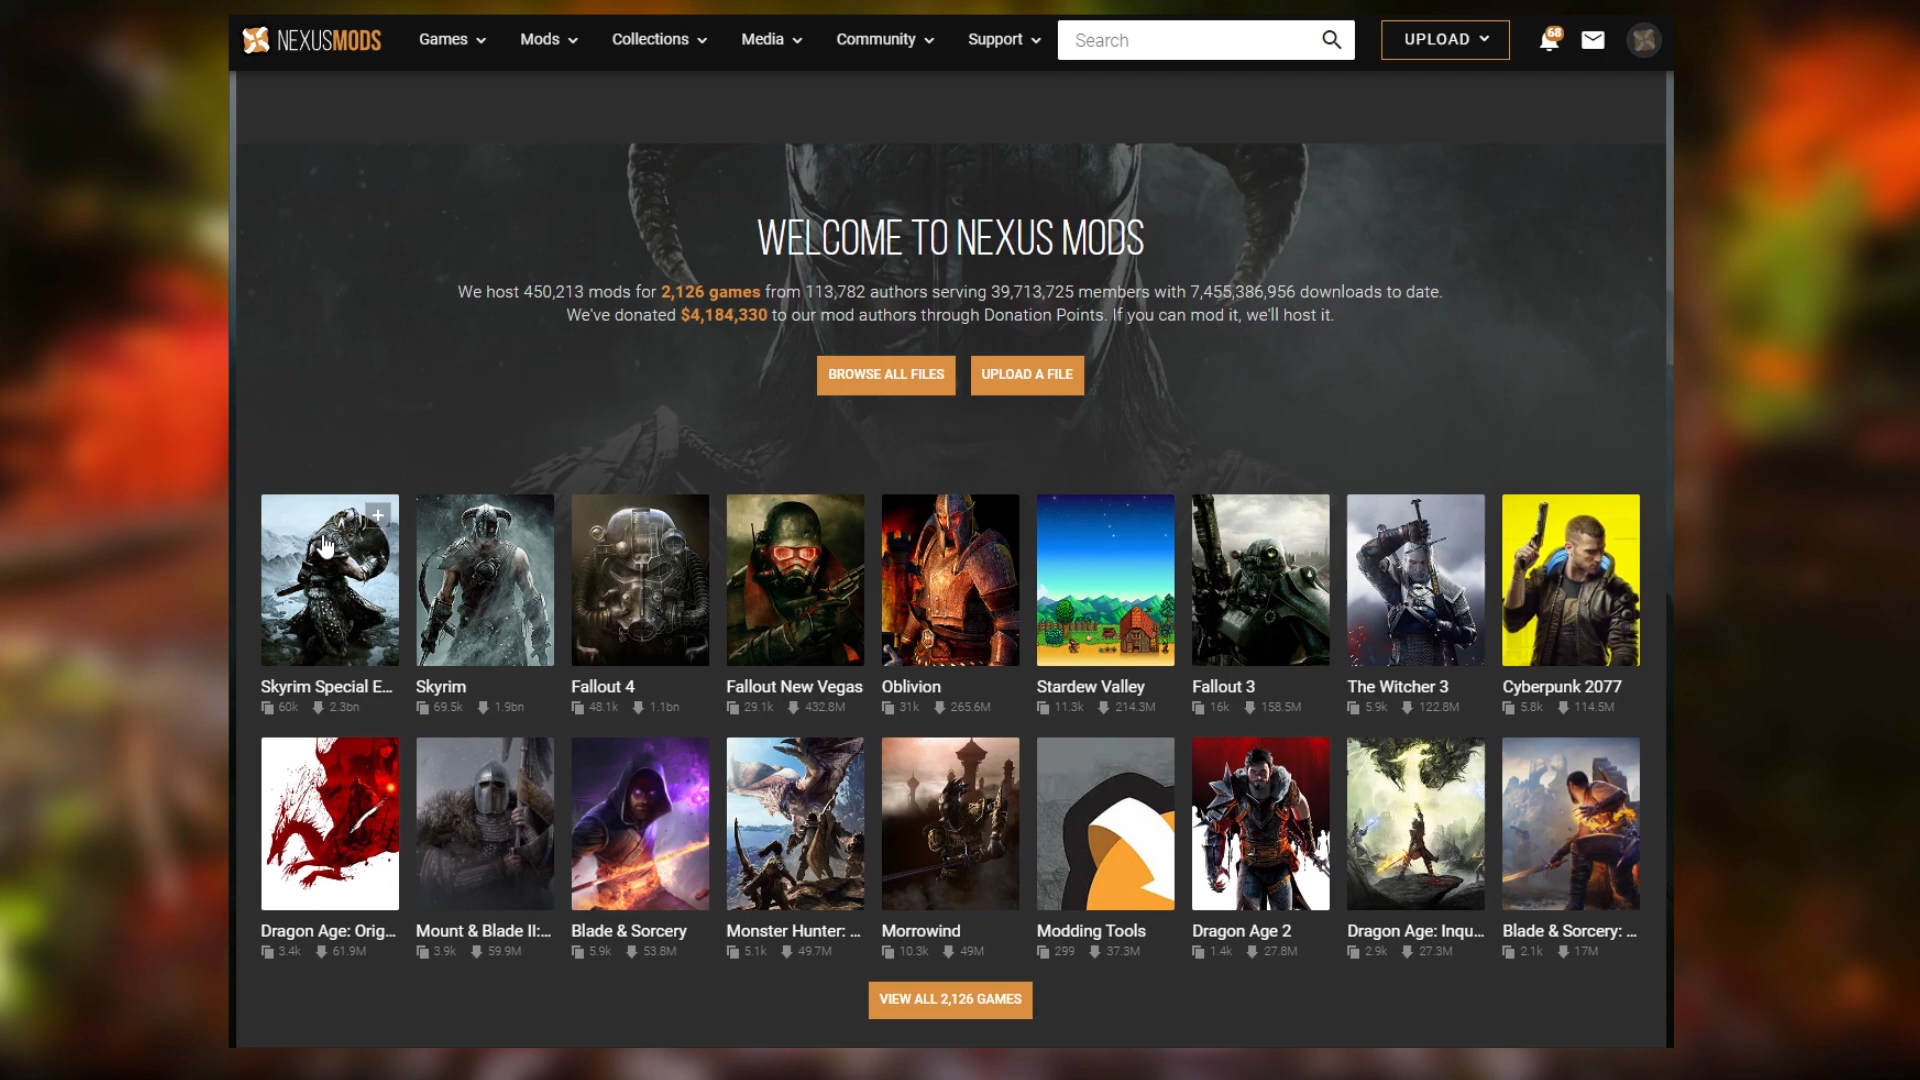 NEXUSMODS Games Mods Collections Media Community Support Search UPLOAD 68
WELCOME TO NEXUS MODS
We host 450,213 mods for 2,126 games from 113,782 authors serving 39,713,725 members with 7,455,386,956 downloads to date.
We've donated $4,184,330 to our mod authors through Donation Points. If you can mod it, we'll host it.
BROWSE ALL FILES UPLOAD A FILE
Skyrim Special E... Skyrim Fallout 4 Fallout New Vegas Oblivion Stardew Valley Fallout 3 The Witcher 3 Cyberpunk 2077
60k 2.3bn 69.5k 1.9bn 48.1k 1.1bn 29.1k 432.8M 31k 265.6M 11.3k 214.3M 16k 158.5M 5.9k 122.8M 5.8k 114.5M
Dragon Age: Orig... Mount & Blade II:... Blade & Sorcery Monster Hunter: ... Morrowind Modding Tools Dragon Age 2 Dragon Age: Inqu... Blade & Sorcery: ...
3.4k 61.9M 3.9k 59.9M 5.9k 53.8M 5.1k 49.7M 10.3k 49M 299 37.3M 1.4k 27.8M 2.9k 27.3M 2.1k 17M
VIEW ALL 2,126 GAMES